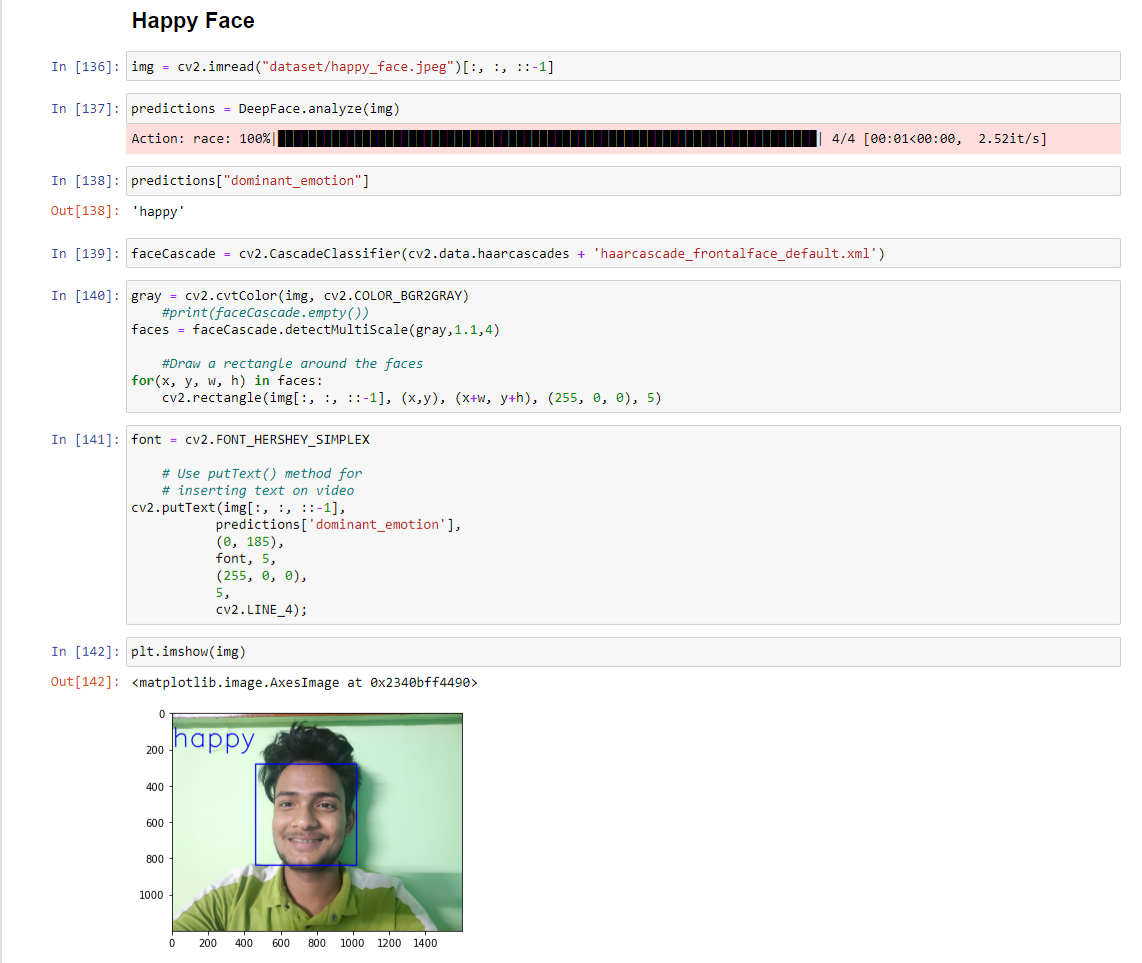 Happy Face
In [136]: img = cv2.imread("dataset/happy_face.jpeg")[:, :, ::-1]
In [137]: predictions = DeepFace.analyze(img)
Action: race: 100%| | 4/4 [00:01<00:00,  2.52it/s]
In [138]: predictions["dominant_emotion"]
Out[138]: 'happy'
In [139]: faceCascade = cv2.CascadeClassifier(cv2.data.haarcascades + 'haarcascade_frontalface_default.xml')
In [140]: gray = cv2.cvtColor(img, cv2.COLOR_BGR2GRAY)
    #print(faceCascade.empty())
faces = faceCascade.detectMultiScale(gray,1.1,4)
    #Draw a rectangle around the faces
for(x, y, w, h) in faces:
    cv2.rectangle(img[:, :, ::-1], (x,y), (x+w, y+h), (255, 0, 0), 5)
In [141]: font = cv2.FONT_HERSHEY_SIMPLEX
    # Use putText() method for
    # inserting text on video
cv2.putText(img[:, :, ::-1],
           predictions['dominant_emotion'],
           (0, 185),
           font, 5,
           (255, 0, 0),
           5,
           cv2.LINE_4);
In [142]: plt.imshow(img)
Out[142]: <matplotlib.image.AxesImage at 0x2340bff4490>
0
happy
200
400
600
800
1000
0 200 400 600 800 1000 1200 1400